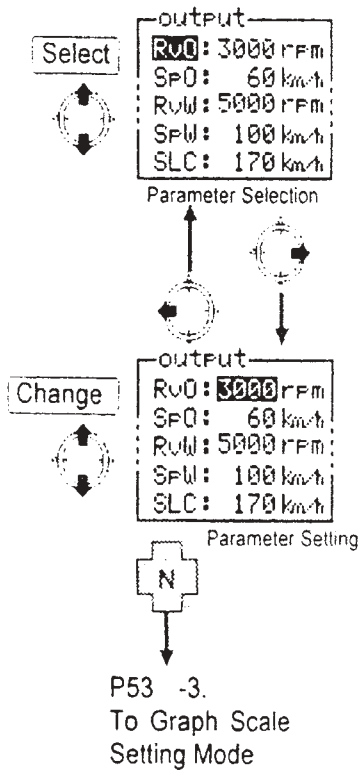 output
Select
RvO: 3000 rpm
SpO: 60 km/h
RvW: 5000 rpm
SpW: 100 km/h
SLC: 170 km/h
Parameter Selection
output
Change
RvO: 3000 rpm
SpO: 60 km/h
RvW: 5000 rpm
SpW: 100 km/h
SLC: 170 km/h
Parameter Setting
N
P53 -3.
To Graph Scale
Setting Mode